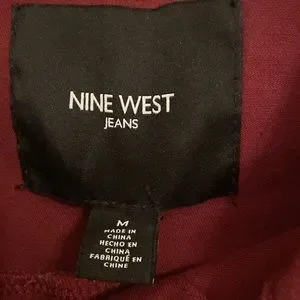 NINE WEST
JEANS
M
MADE IN
CHINA
HECHO EN
CHINA
FABRIQUÉ EN
CHINE